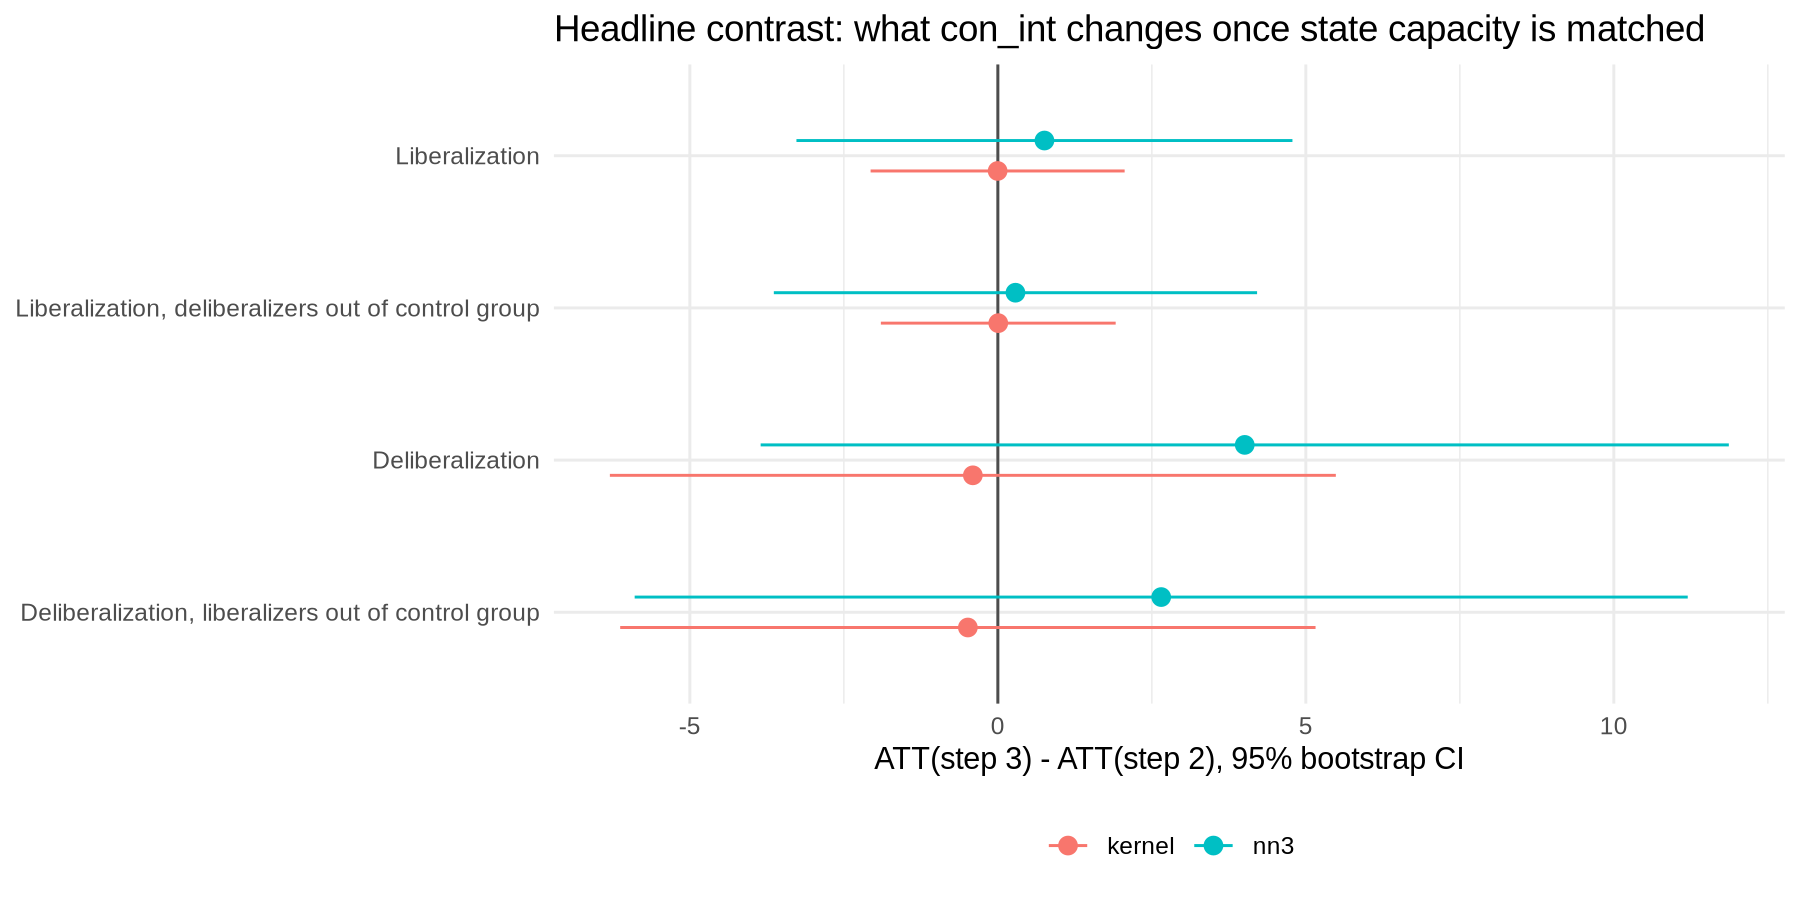 Headline contrast: what con_int changes once state capacity is matched
Liberalization
Liberalization, deliberalizers out of control group
Deliberalization
Deliberalization, liberalizers out of control group
-5 0 5 10
ATT(step 3) - ATT(step 2), 95% bootstrap CI
kernel nn3